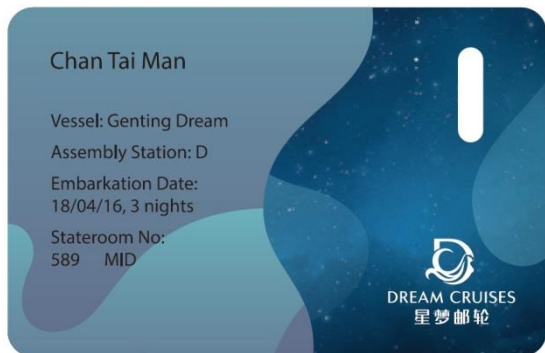 Chan Tai Man
Vessel: Genting Dream
Assembly Station: D
Embarkation Date:
18/04/16, 3 nights
Stateroom No:
589 MID
DREAM CRUISES
星梦邮轮